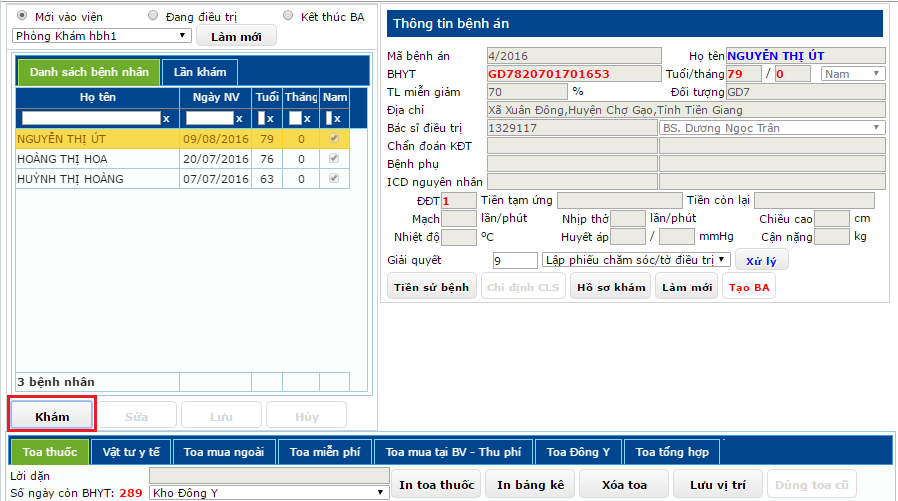 Mới vào viện Đang điều trị Kết thúc BA
Phòng Khám hbh1 Làm mới
Danh sách bệnh nhân Lần khám
Họ tên Ngày NV Tuổi Tháng Nam
x x x x x
NGUYỄN THỊ ÚT 09/08/2016 79 0
HOÀNG THỊ HOA 20/07/2016 76 0
HUỲNH THỊ HOÀNG 07/07/2016 63 0
3 bệnh nhân
Khám Sửa Lưu Hủy
Thông tin bệnh án
Mã bệnh án 4/2016 Họ tên NGUYỄN THỊ ÚT
BHYT GD7820701701653 Tuổi/tháng 79 / 0 Nam
TL miễn giảm 70 % Đối tượng GD7
Địa chỉ Xã Xuân Đông,Huyện Chợ Gạo,Tỉnh Tiền Giang
Bác sĩ điều trị 1329117 BS. Dương Ngọc Trân
Chẩn đoán KĐT
Bệnh phụ
ICD nguyên nhân
ĐĐT 1 Tiền tạm ứng Tiền còn lại
Mạch lần/phút Nhịp thở lần/phút Chiều cao cm
Nhiệt độ ºC Huyết áp / mmHg Cận nặng kg
Giải quyết 9 Lập phiếu chăm sóc/tờ điều trị Xử lý
Tiền sử bệnh Chỉ định CLS Hồ sơ khám Làm mới Tạo BA
Toa thuốc Vật tư y tế Toa mua ngoài Toa miễn phí Toa mua tại BV - Thu phí Toa Đông Y Toa tổng hợp
Lời dặn
Số ngày còn BHYT: 289 Kho Đông Y
In toa thuốc In bảng kê Xóa toa Lưu vị trí Dùng toa cũ